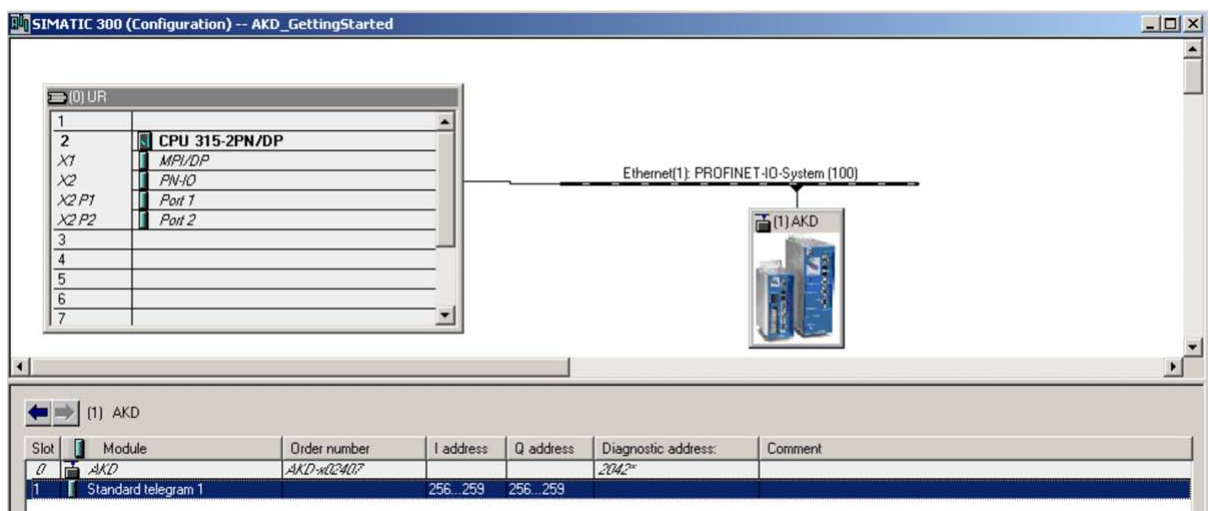 SIMATIC 300 (Configuration) -- AKD_GettingStarted
(0) UR
1
2 CPU 315-2PN/DP
X1 MPI/DP
X2 PN-IO
X2 P1 Port 1
X2 P2 Port 2
3
4
5
6
7
Ethernet(1): PROFINET-IO-System (100)
(1) AKD
(1) AKD
Slot Module Order number I address Q address Diagnostic address: Comment
0 AKD AKD-x02407 2042*
1 Standard telegram 1 256...259 256...259